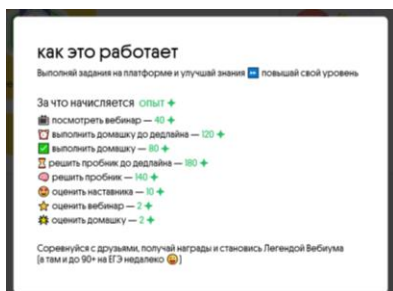 как это работает
Выполняй задания на платформе и улучшай знания ➡️ повышай свой уровень
За что начисляется опыт +
посмотреть вебинар — 40 +
выполнить домашку до дедлайна — 120 +
выполнить домашку — 80 +
решить пробник до дедлайна — 180 +
решить пробник — 140 +
оценить наставника — 10 +
оценить вебинар — 2 +
оценить домашку — 2 +
Соревнуйся с друзьями, получай награды и становись Легендой Вебиума
(а там и до 90+ на ЕГЭ недалеко 😛)